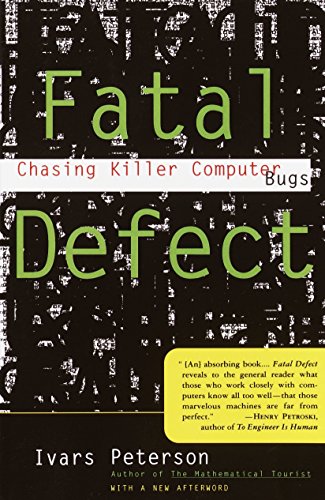 Fatal
Chasing Killer Computer
Bugs
Defect
" [An] absorbing book.... Fatal Defect
reveals to the general reader what
those who work closely with com-
puters know all too well—that those
marvelous machines are far from
perfect." —HENRY PETROSKI,
author of To Engineer Is Human
Ivars Peterson
Author of The Mathematical Tourist
WITH A NEW AFTERWORD